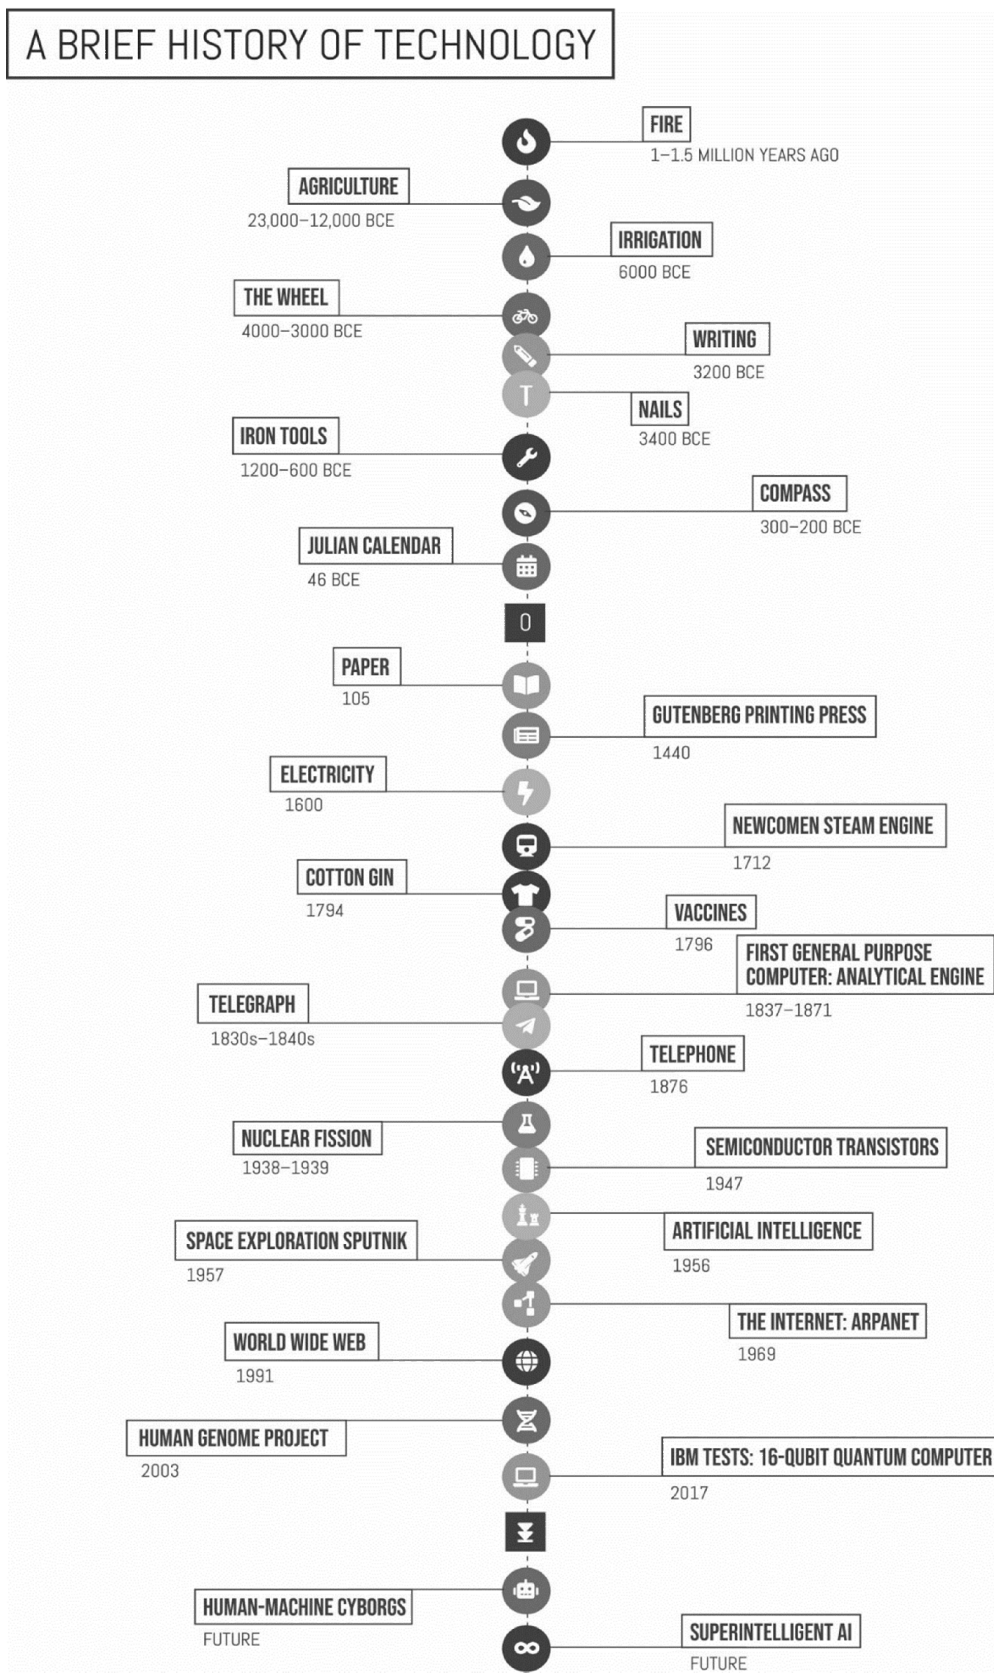 A BRIEF HISTORY OF TECHNOLOGY
FIRE
1–1.5 MILLION YEARS AGO
AGRICULTURE
23,000–12,000 BCE
IRRIGATION
6000 BCE
THE WHEEL
4000–3000 BCE
WRITING
3200 BCE
T
NAILS
3400 BCE
IRON TOOLS
1200–600 BCE
COMPASS
300–200 BCE
JULIAN CALENDAR
46 BCE
0
PAPER
105
GUTENBERG PRINTING PRESS
1440
ELECTRICITY
1600
NEWCOMEN STEAM ENGINE
1712
COTTON GIN
1794
VACCINES
1796
FIRST GENERAL PURPOSE
COMPUTER: ANALYTICAL ENGINE
1837–1871
TELEGRAPH
1830s–1840s
TELEPHONE
1876
NUCLEAR FISSION
1938–1939
SEMICONDUCTOR TRANSISTORS
1947
ARTIFICIAL INTELLIGENCE
1956
SPACE EXPLORATION SPUTNIK
1957
THE INTERNET: ARPANET
1969
WORLD WIDE WEB
1991
HUMAN GENOME PROJECT
2003
IBM TESTS: 16-QUBIT QUANTUM COMPUTER
2017
HUMAN-MACHINE CYBORGS
FUTURE
SUPERINTELLIGENT AI
FUTURE